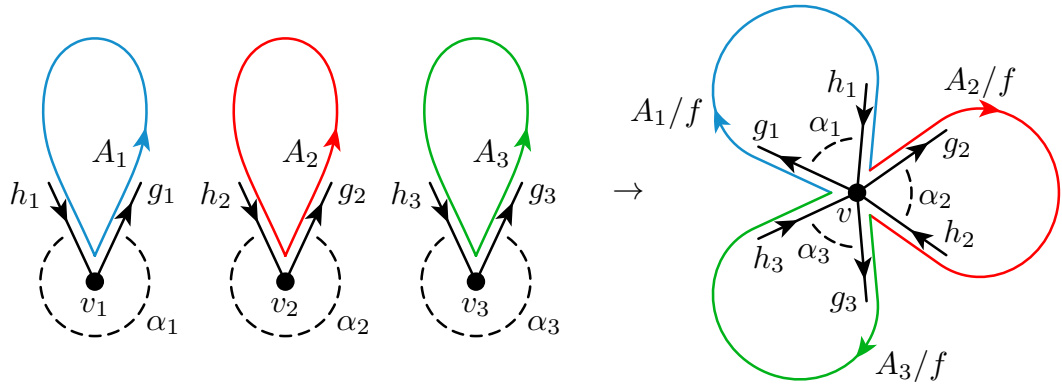 A₁
h₁
g₁
v₁
α₁
A₂
h₂
g₂
v₂
α₂
A₃
h₃
g₃
v₃
α₃
→
A₁/f
h₁
A₂/f
g₁
α₁
g₂
α₂
v
h₂
h₃
α₃
g₃
A₃/f